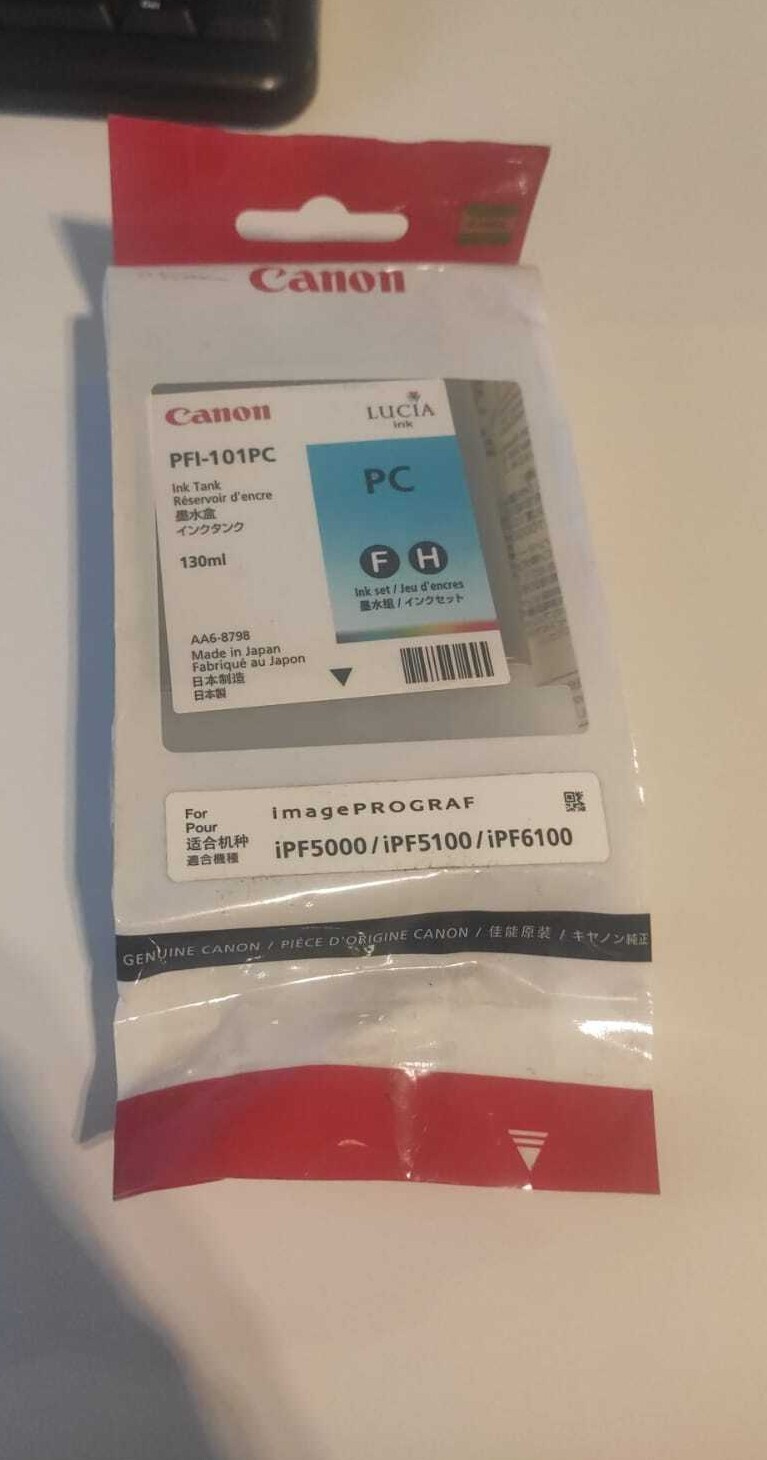 Canon
Canon
LUCIA
ink
PFI-101PC
Ink Tank
Réservoir d'encre
墨水盒
インクタンク
130ml
PC
F H
Ink set / Jeu d'encres
墨水组 / インクセット
AA6-8798
Made in Japan
Fabriqué au Japon
日本制造
日本製
For
Pour
适合机种
適合機種
imagePROGRAF
iPF5000/iPF5100/iPF6100
GENUINE CANON / PIÈCE D'ORIGINE CANON / 佳能原裝 / キヤノン純正